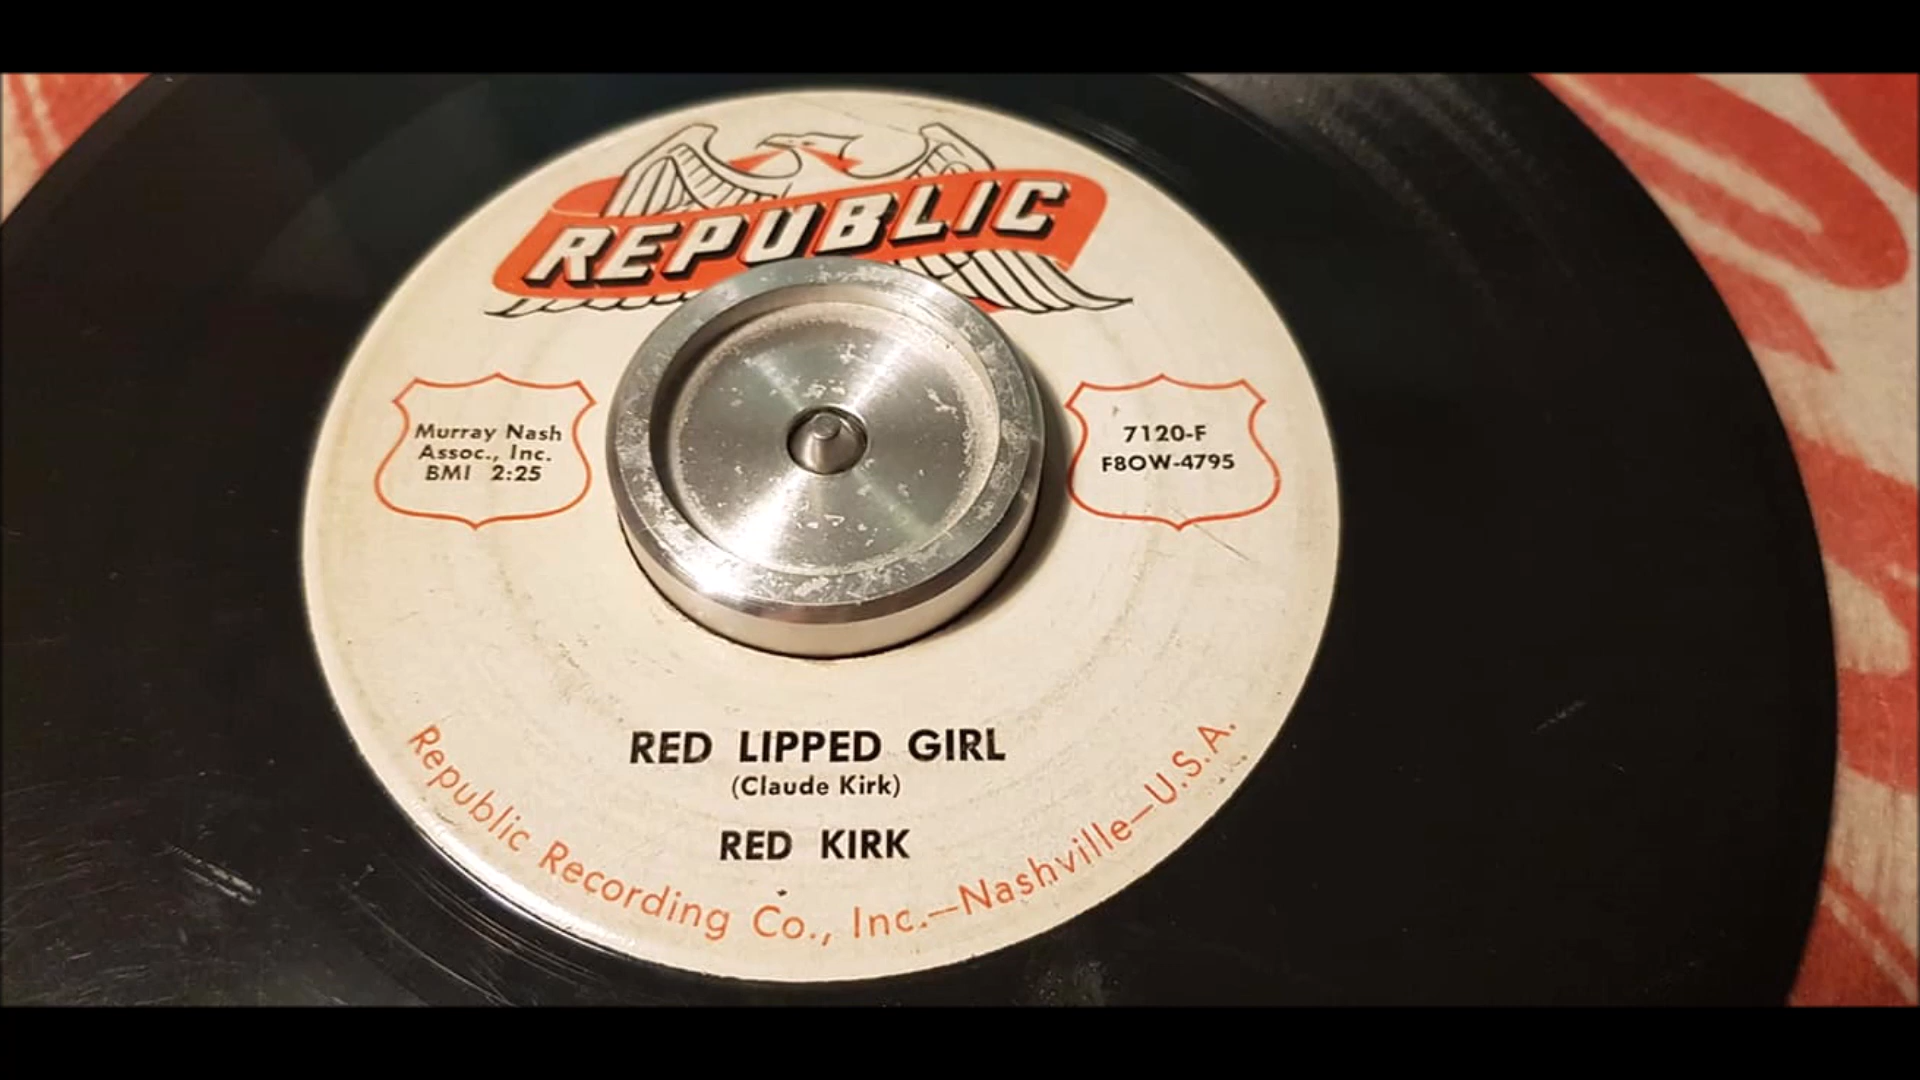 REPUBLIC
Murray Nash
Assoc., Inc.
BMI 2:25
7120-F
F8OW-4795
RED LIPPED GIRL
(Claude Kirk)
RED KIRK
Republic Recording Co., Inc.—Nashville—U.S.A.